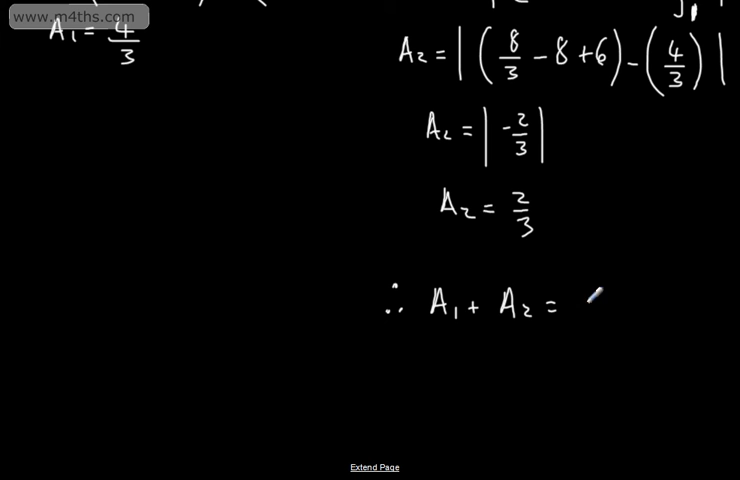 www.m4ths.com
A₁ = 4/3
A₂ = | (8/3 - 8 + 6) - (4/3) |
A₂ = | -2/3 |
A₂ = 2/3
∴ A₁ + A₂ =
Extend Page